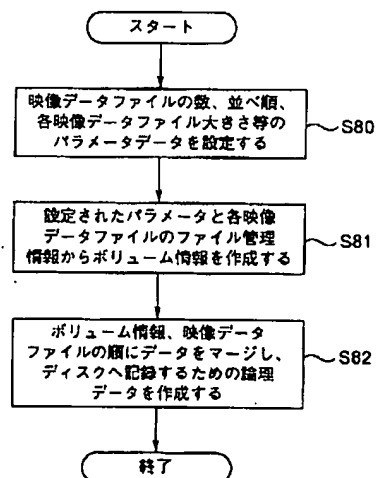 スタート
映像データファイルの数、並べ順、
各映像データファイル大きさ等の
パラメータデータを設定する
S80
設定されたパラメータと各映像
データファイルのファイル管理
情報からボリューム情報を作成する
S81
ボリューム情報、映像データ
ファイルの順にデータをマージし、
ディスクへ記録するための論理
データを作成する
S82
終了